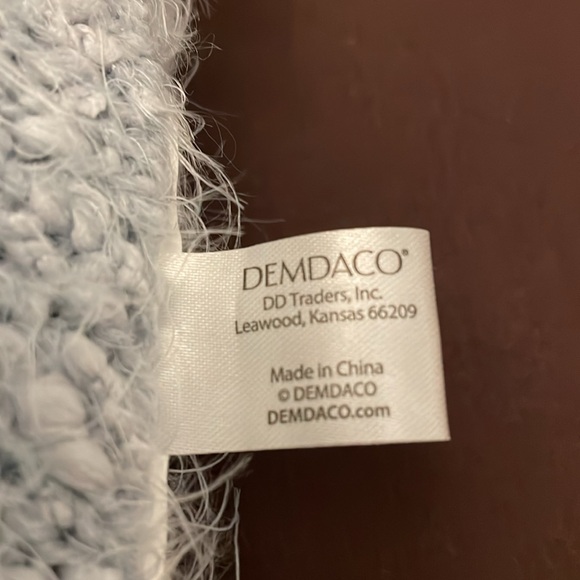 DEMDACO®
DD Traders, Inc.
Leawood, Kansas 66209
Made in China
© DEMDACO
DEMDACO.com